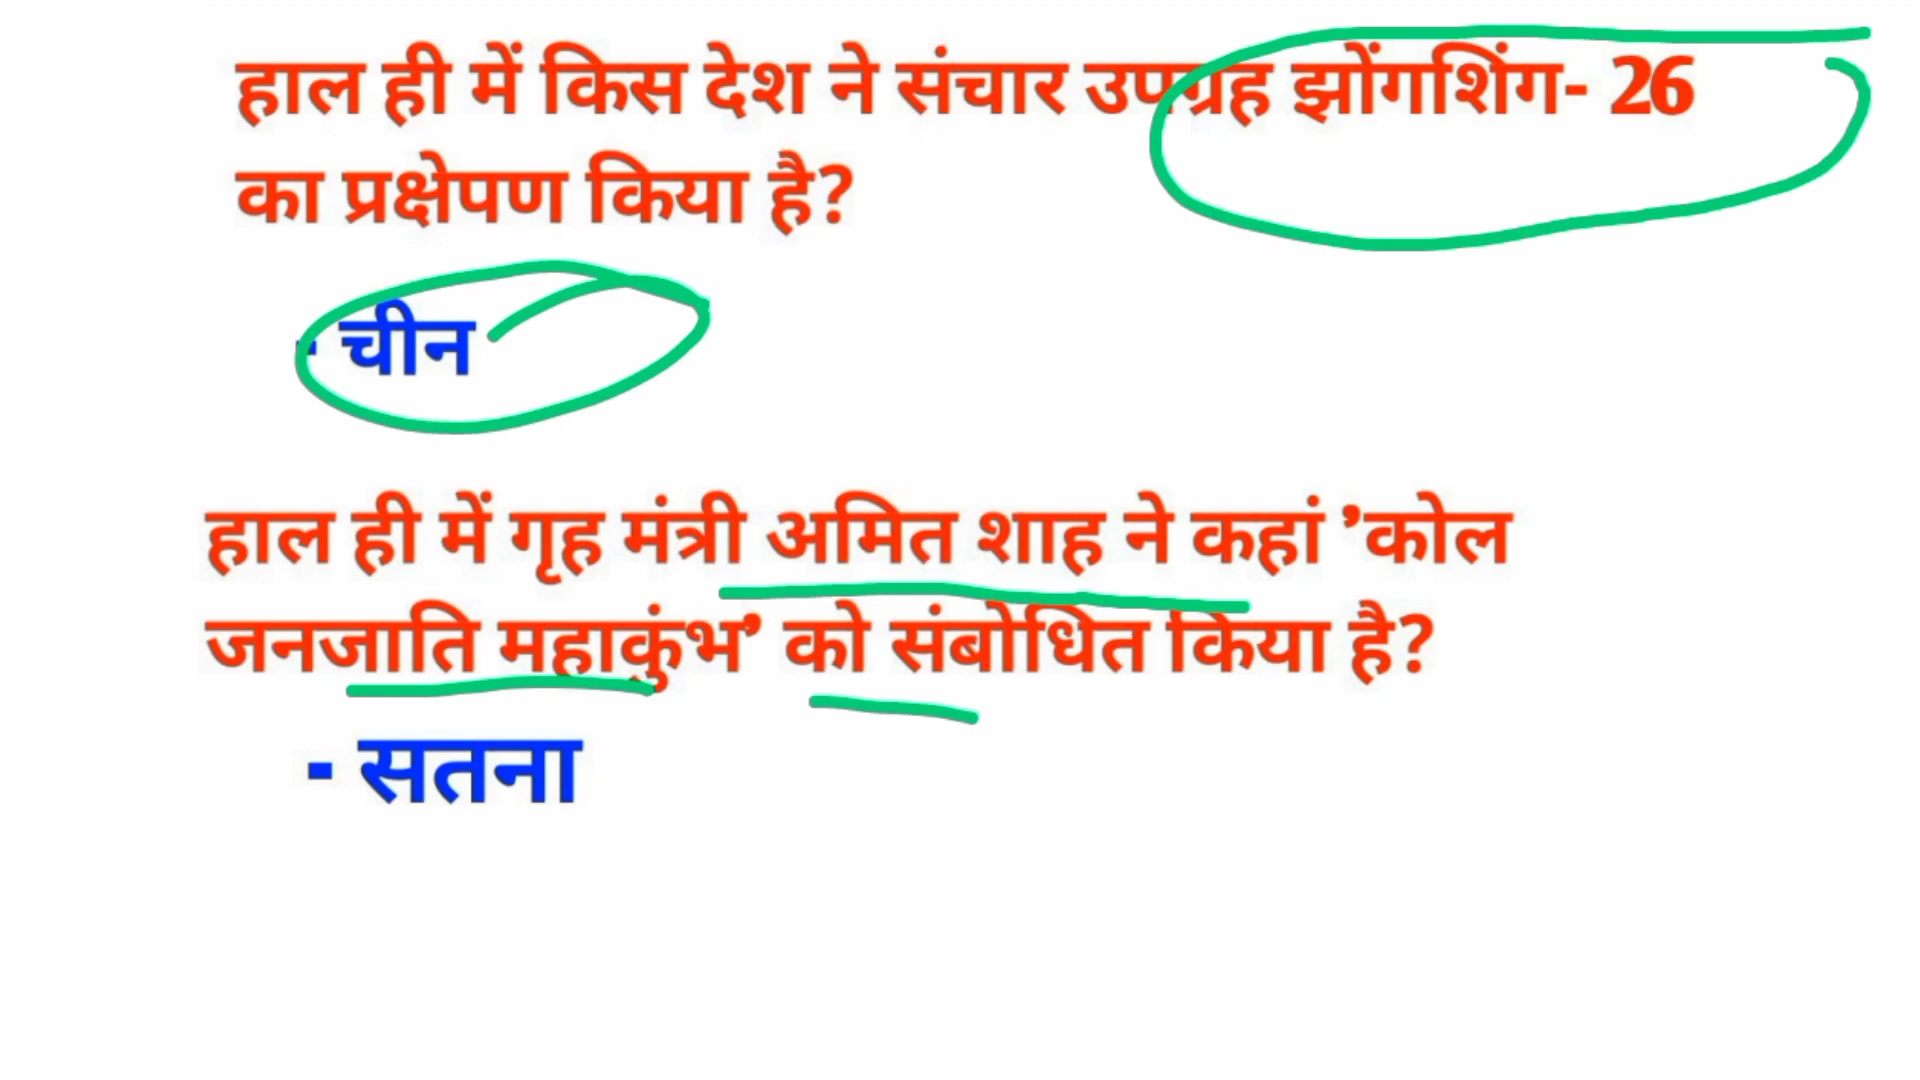 हाल ही में किस देश ने संचार उपग्रह झोंगशिंग- 26
का प्रक्षेपण किया है?
- चीन
हाल ही में गृह मंत्री अमित शाह ने कहां ’कोल
जनजाति महाकुंभ’ को संबोधित किया है?
- सतना